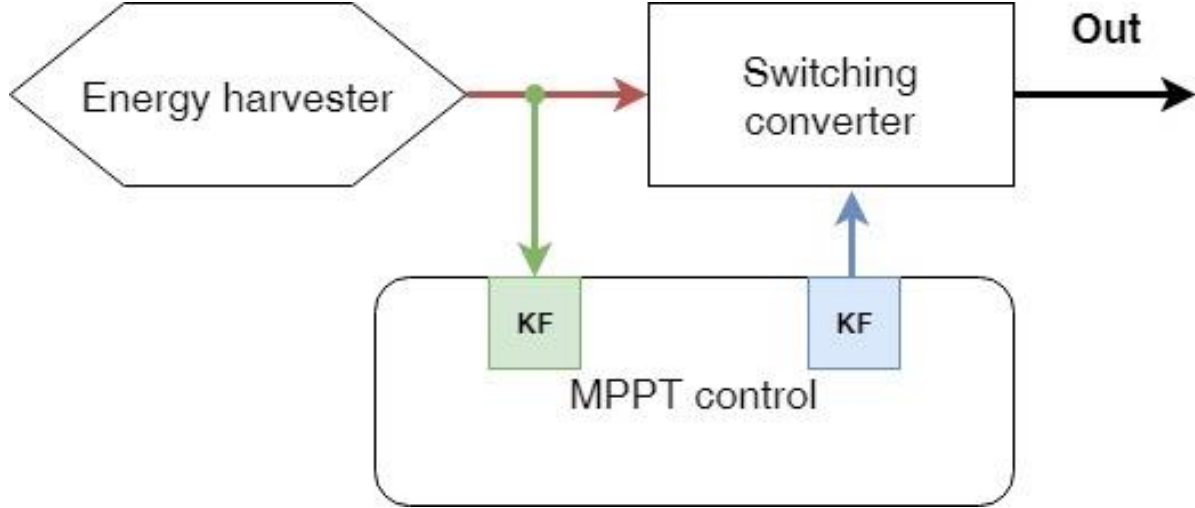 Energy harvester
Switching
converter
Out
KF
KF
MPPT control